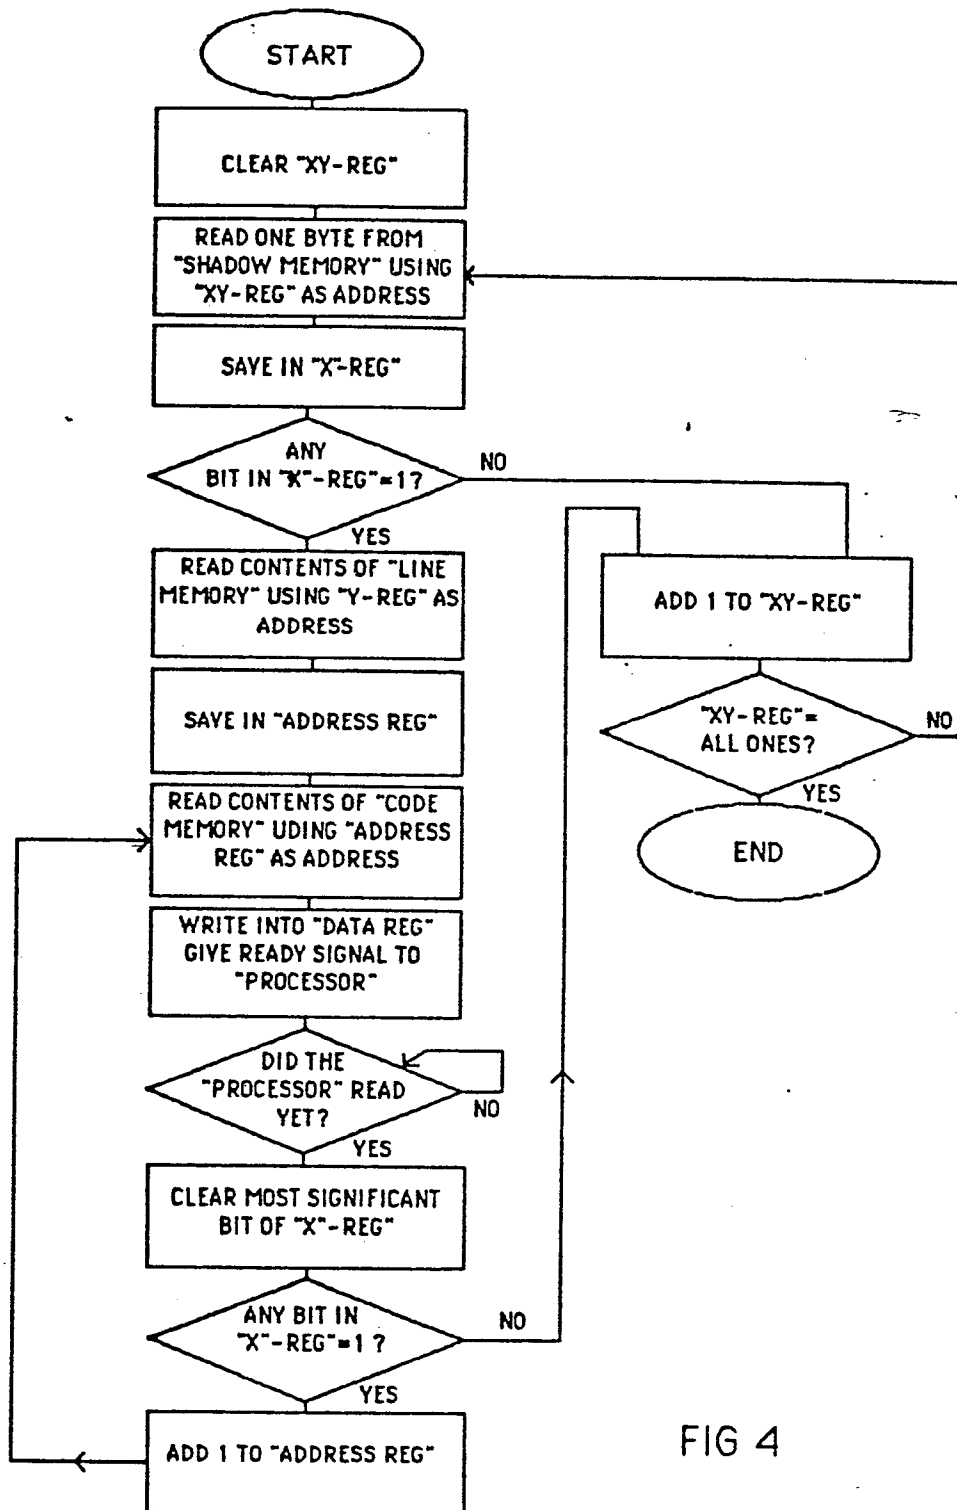 START
CLEAR "XY-REG"
READ ONE BYTE FROM
"SHADOW MEMORY" USING
"XY-REG" AS ADDRESS
SAVE IN "X"-REG"
ANY
BIT IN "X"-REG"=1?
NO
YES
READ CONTENTS OF "LINE
MEMORY" USING "Y-REG" AS
ADDRESS
SAVE IN "ADDRESS REG"
READ CONTENTS OF "CODE
MEMORY" UDING "ADDRESS
REG" AS ADDRESS
WRITE INTO "DATA REG"
GIVE READY SIGNAL TO
"PROCESSOR"
DID THE
"PROCESSOR" READ
YET?
NO
YES
CLEAR MOST SIGNIFICANT
BIT OF "X"-REG"
ANY BIT IN
"X"-REG"=1?
NO
YES
ADD 1 TO "ADDRESS REG"
ADD 1 TO "XY-REG"
"XY-REG"=
ALL ONES?
NO
YES
END
FIG 4